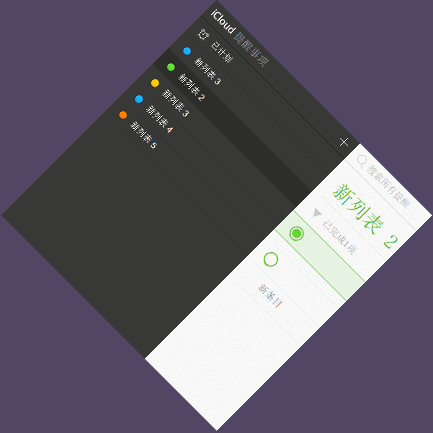 iCloud 提醒事项
已计划
新列表 3
新列表 2
新列表 3
新列表 4
新列表 5
搜索所有提醒
新列表 2
已完成1项
新条目